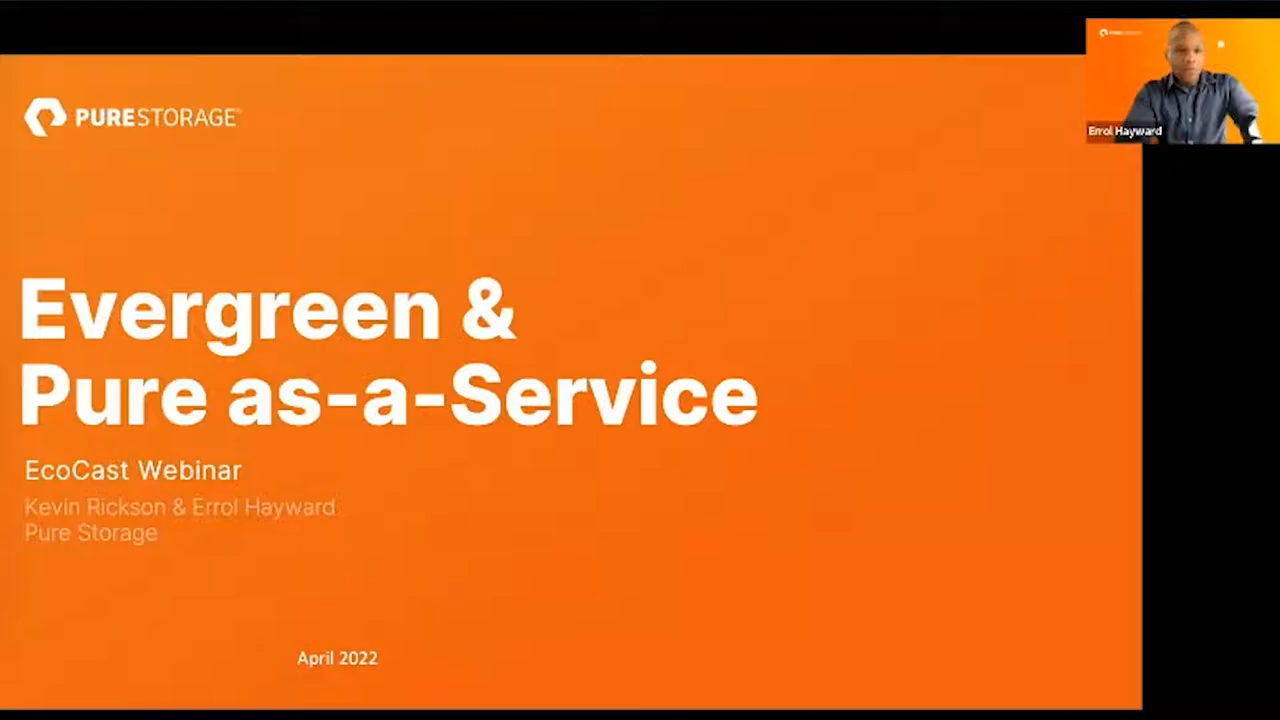 PURESTORAGE
Errol Hayward
Evergreen &
Pure as-a-Service
EcoCast Webinar
Kevin Rickson & Errol Hayward
Pure Storage
April 2022